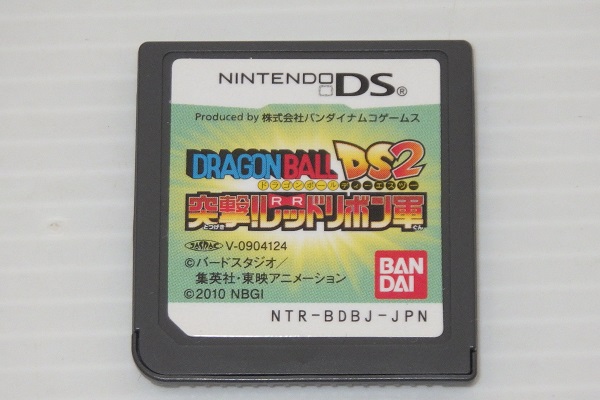 NINTENDO DS®
Produced by 株式会社バンダイナムコゲームス
DRAGON BALL DS2
ドラゴンボールディーエスツー
突撃!!レッドリボン軍
とつげき ぐん
RR
V-0904124
©バードスタジオ/
集英社・東映アニメーション
©2010 NBGI
BAN
DAI
NTR-BDBJ-JPN